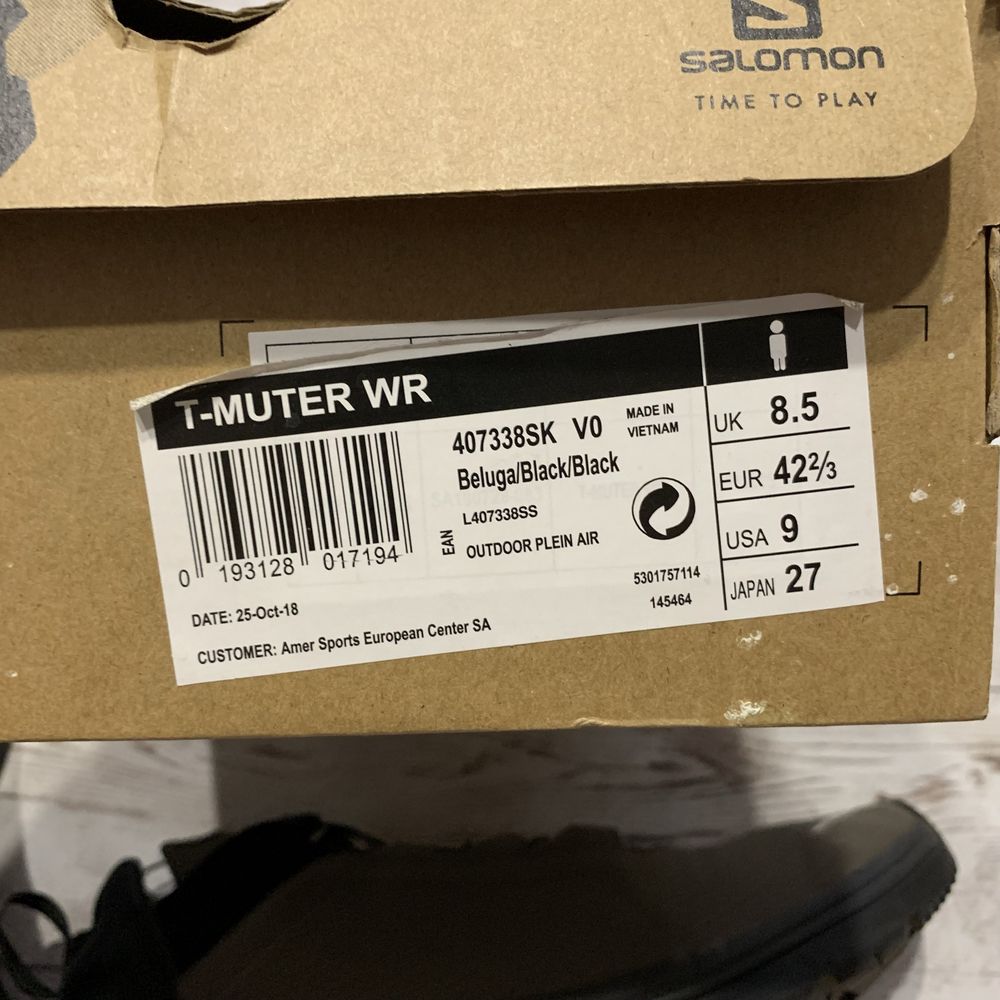 SALOMON
TIME TO PLAY
T-MUTER WR
407338SK V0
MADE IN
VIETNAM
Beluga/Black/Black
L407338SS
EAN
OUTDOOR PLEIN AIR
0 193128 017194
5301757114
145464
DATE: 25-Oct-18
CUSTOMER: Amer Sports European Center SA
UK 8.5
EUR 42⅔
USA 9
JAPAN 27